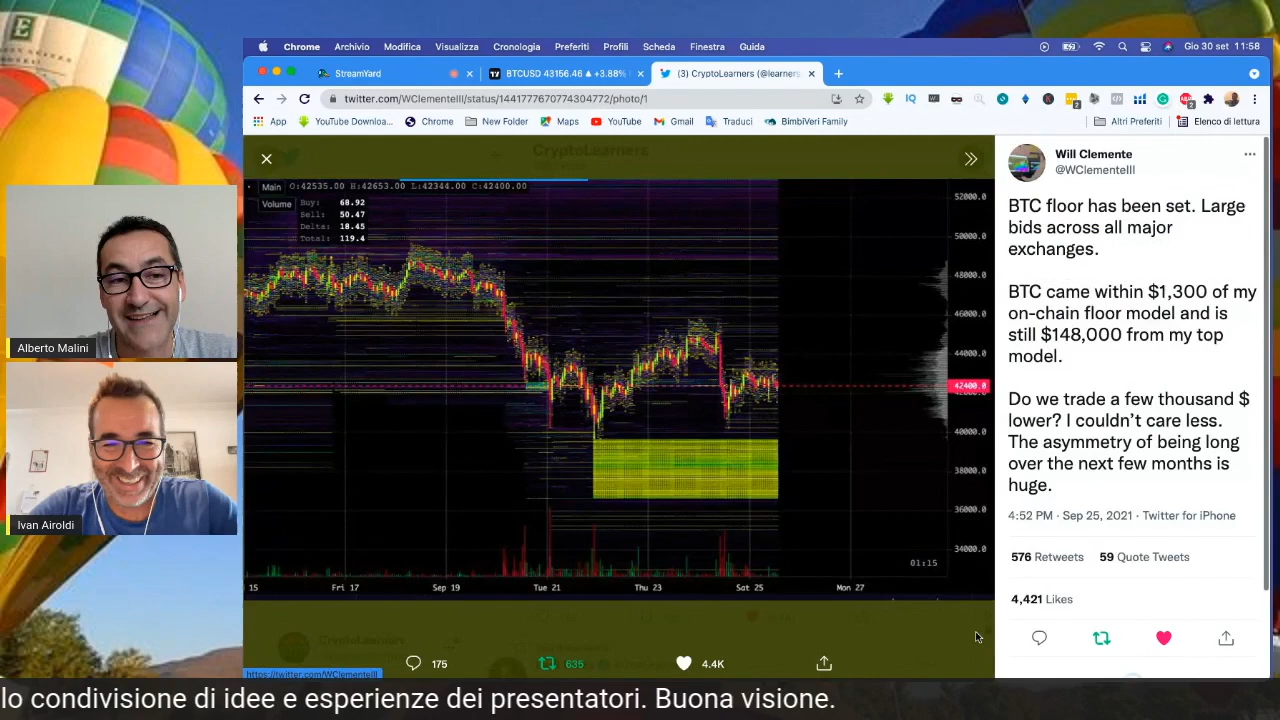 Chrome Archivio Modifica Visualizza Cronologia Preferiti Profili Scheda Finestra Guida Gio 30 set 11:58
StreamYard BTCUSD 43156.46 ▲ +3.88% (3) CryptoLearners (@learners
twitter.com/WClementeIII/status/1441777670774304772/photo/1
App YouTube Downloa... Chrome New Folder Maps YouTube Gmail Traduci BimbiVeri Family Altri Preferiti Elenco di lettura
CryptoLearners
Main O:42535.00 H:42653.00 L:42344.00 C:42400.00
Volume
Buy: 68.92
Sell: 50.47
Delta: 18.45
Total: 119.4
52000.0
50000.0
48000.0
46000.0
44000.0
42400.0
40000.0
38000.0
36000.0
34000.0
01:15
15 Fri 17 Sep 19 Tue 21 Thu 23 Sat 25 Mon 27
CryptoLearners
175 635 4.4K
https://twitter.com/WClementeIII
Will Clemente
@WClementeIII
BTC floor has been set. Large
bids across all major
exchanges.
BTC came within $1,300 of my
on-chain floor model and is
still $148,000 from my top
model.
Do we trade a few thousand $
lower? I couldn’t care less.
The asymmetry of being long
over the next few months is
huge.
4:52 PM · Sep 25, 2021 · Twitter for iPhone
576 Retweets 59 Quote Tweets
4,421 Likes
Alberto Malini
Ivan Airoldi
lo condivisione di idee e esperienze dei presentatori. Buona visione.